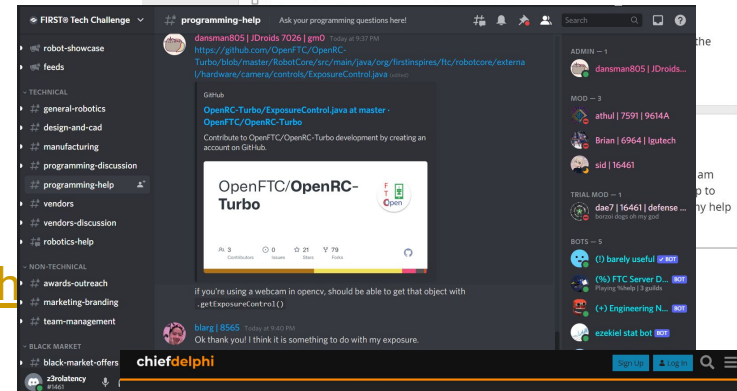 FIRST® Tech Challenge
robot-showcase
feeds
TECHNICAL
general-robotics
design-and-cad
manufacturing
programming-discussion
programming-help
vendors
vendors-discussion
robotics-help
NON-TECHNICAL
awards-outreach
marketing-branding
team-management
BLACK MARKET
black-market-offers
z3rolatency
#1461
programming-help
Ask your programming questions here!
Search
dansman805 | JDroids 7026 | gm0 Today at 9:37 PM
https://github.com/OpenFTC/OpenRC-
Turbo/blob/master/RobotCore/src/main/java/org/firstinspires/ftc/robotcore/externa
l/hardware/camera/controls/ExposureControl.java (edited)
GitHub
OpenRC-Turbo/ExposureControl.java at master ·
OpenFTC/OpenRC-Turbo
Contribute to OpenFTC/OpenRC-Turbo development by creating an
account on GitHub.
OpenFTC/OpenRC-
Turbo
F
T
C
Open
3
Contributors
0
Issues
21
Stars
79
Forks
if you're using a webcam in opencv, should be able to get that object with
.getExposureControl()
blarg | 8565 Today at 9:40 PM
Ok thank you! I think it is something to do with my exposure.
ADMIN — 1
dansman805 | JDroids...
MOD — 3
athul | 7591 | 9614A
Brian | 6964 | Igutech
sid | 16461
TRIAL MOD — 1
dae7 | 16461 | defense ...
borzoi dogs oh my god
BOTS — 5
(!) barely useful BOT
(%) FTC Server D... BOT
Playing %help | 3 guilds
(+) Engineering N... BOT
ezekiel stat bot BOT
the
am
p to
ny help
h
chiefdelphi
Sign Up
Log In